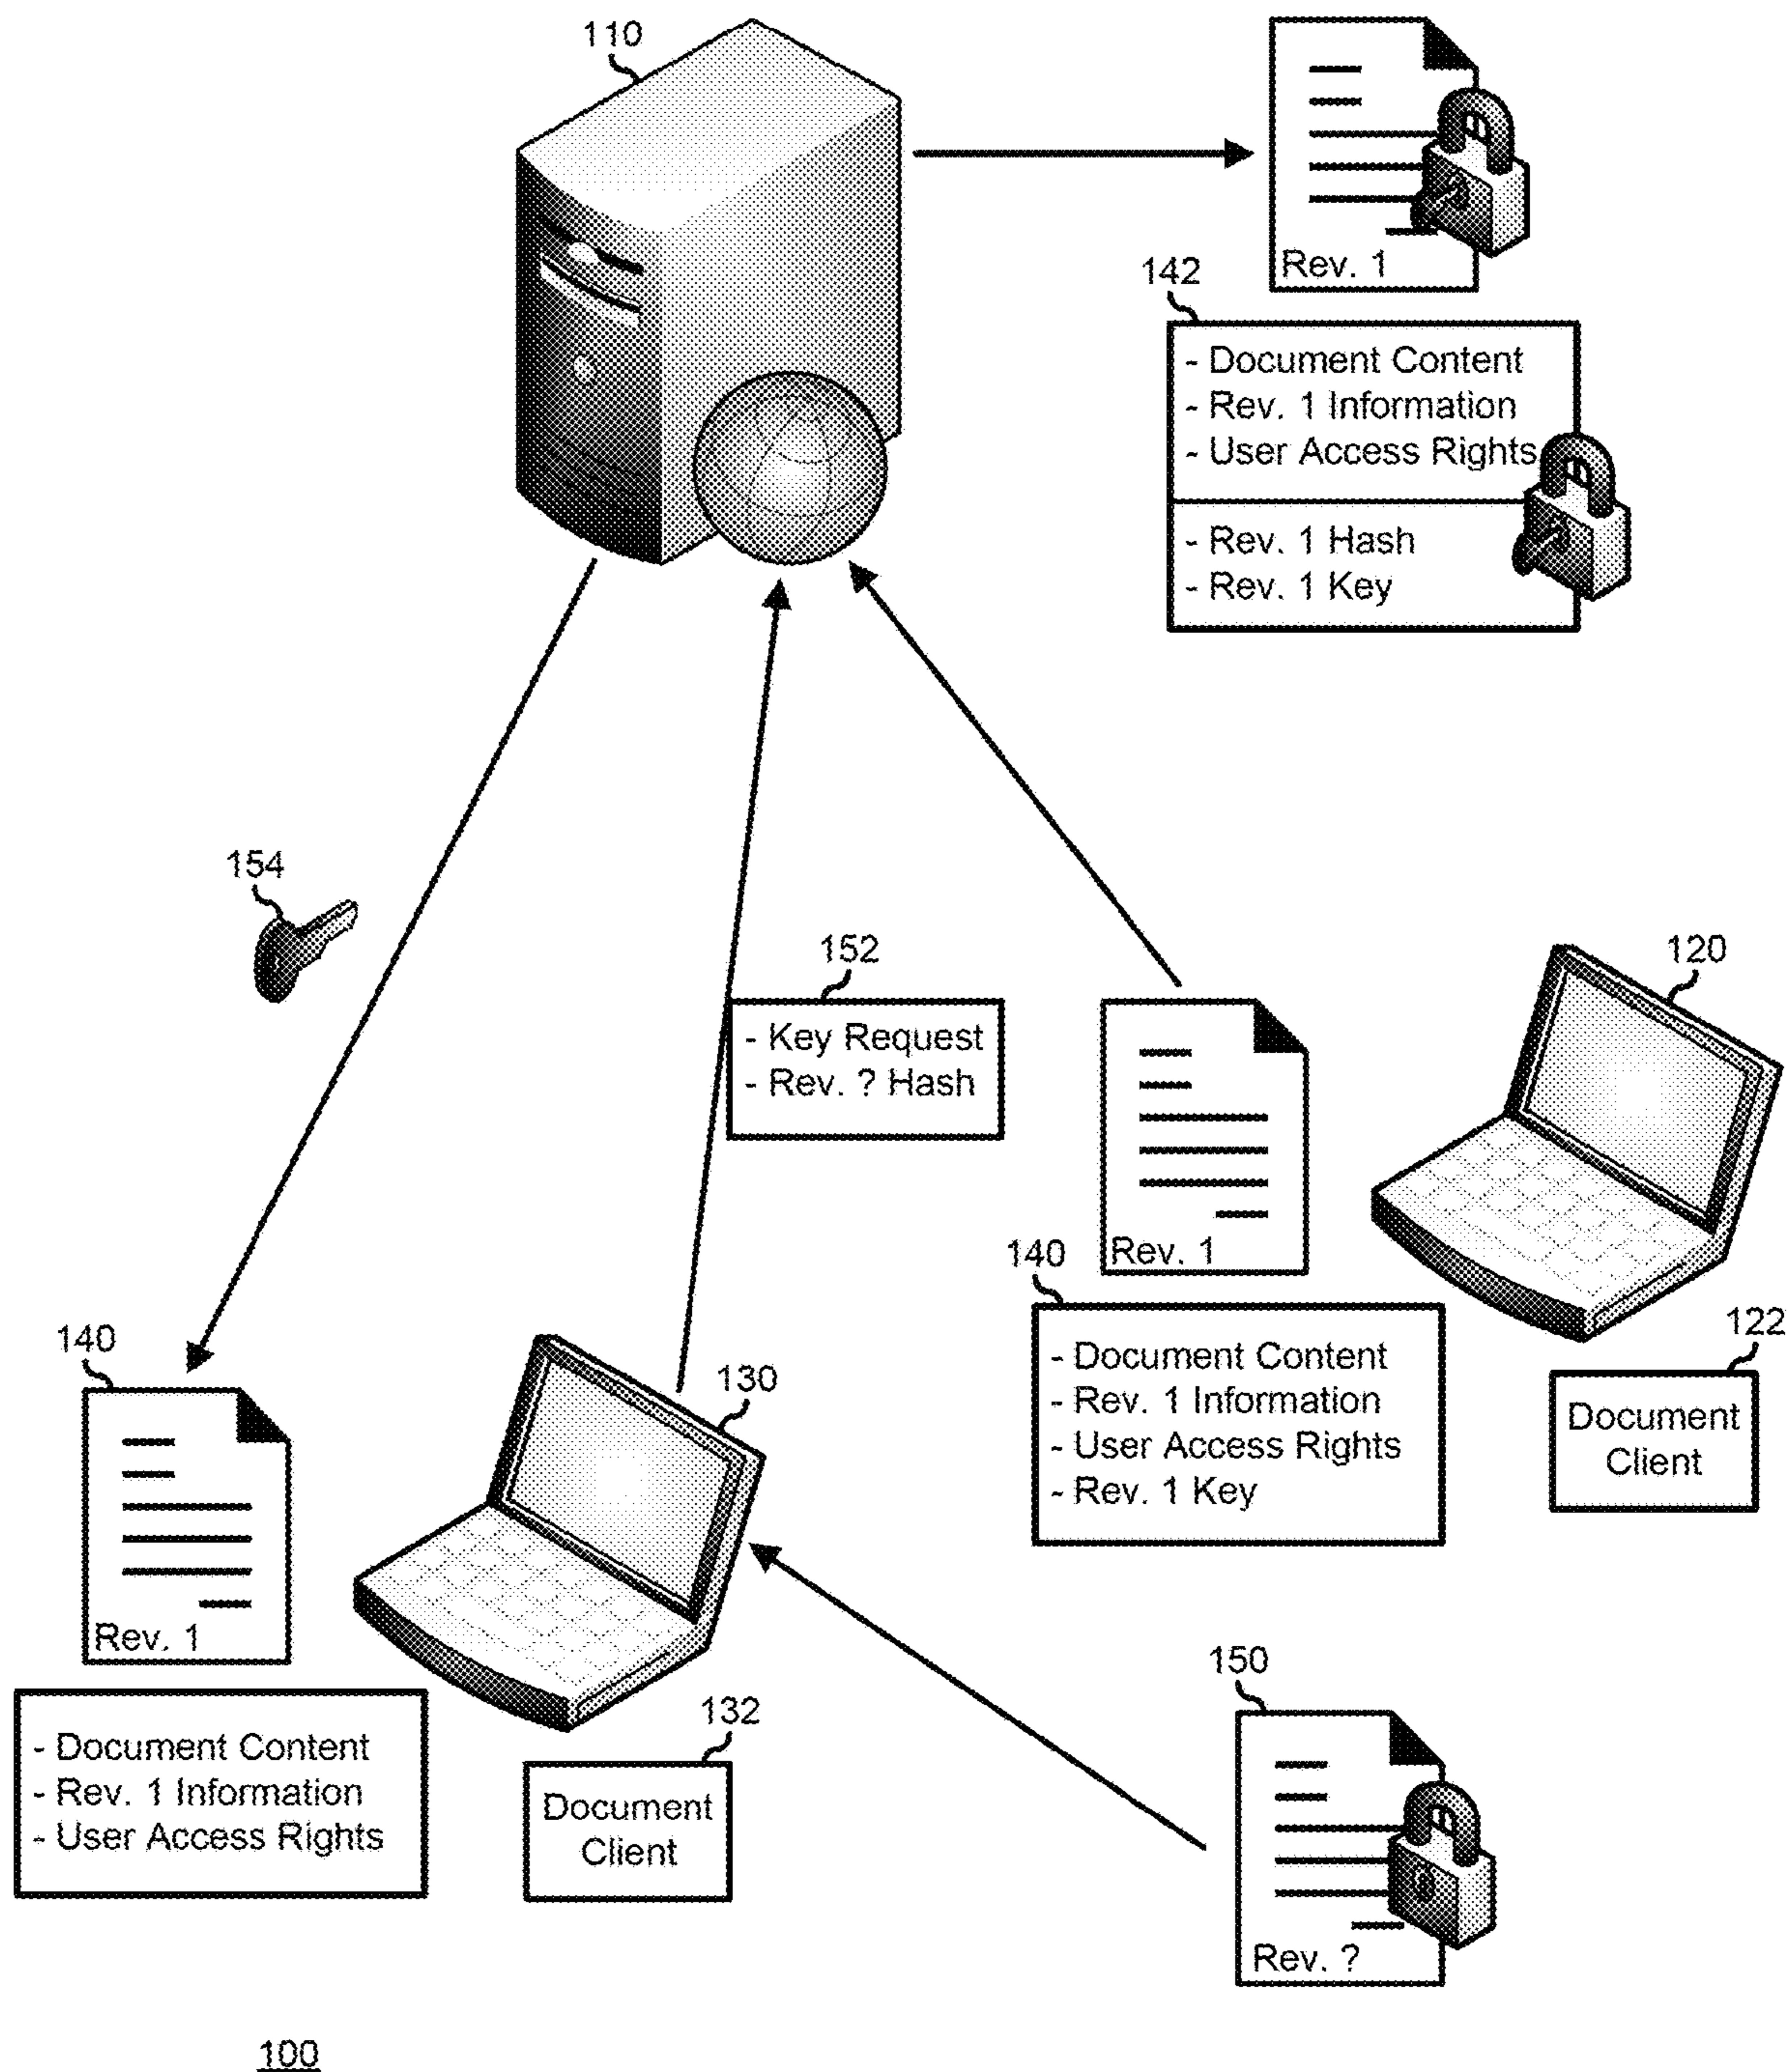 110
Rev. 1
142
- Document Content
- Rev. 1 Information
- User Access Rights
- Rev. 1 Hash
- Rev. 1 Key
154
152
- Key Request
- Rev. ? Hash
120
Rev. 1
140
- Document Content
- Rev. 1 Information
- User Access Rights
- Rev. 1 Key
122
Document
Client
140
Rev. 1
130
- Document Content
- Rev. 1 Information
- User Access Rights
132
Document
Client
150
Rev. ?
100